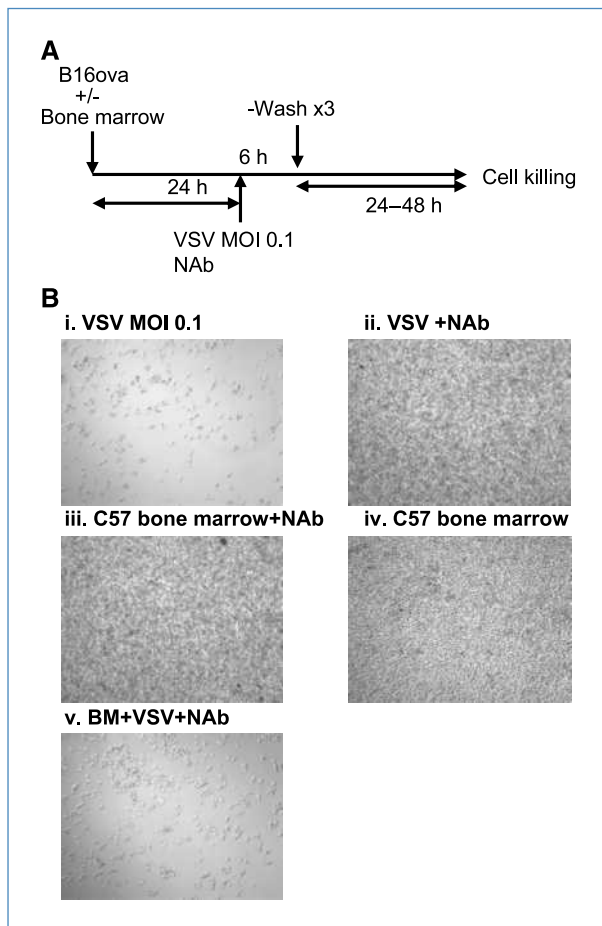 A
B16ova
+/-
Bone marrow
-Wash x3
6 h
24 h
Cell killing
24–48 h
VSV MOI 0.1
NAb
B
i. VSV MOI 0.1
ii. VSV +NAb
iii. C57 bone marrow+NAb
iv. C57 bone marrow
v. BM+VSV+NAb